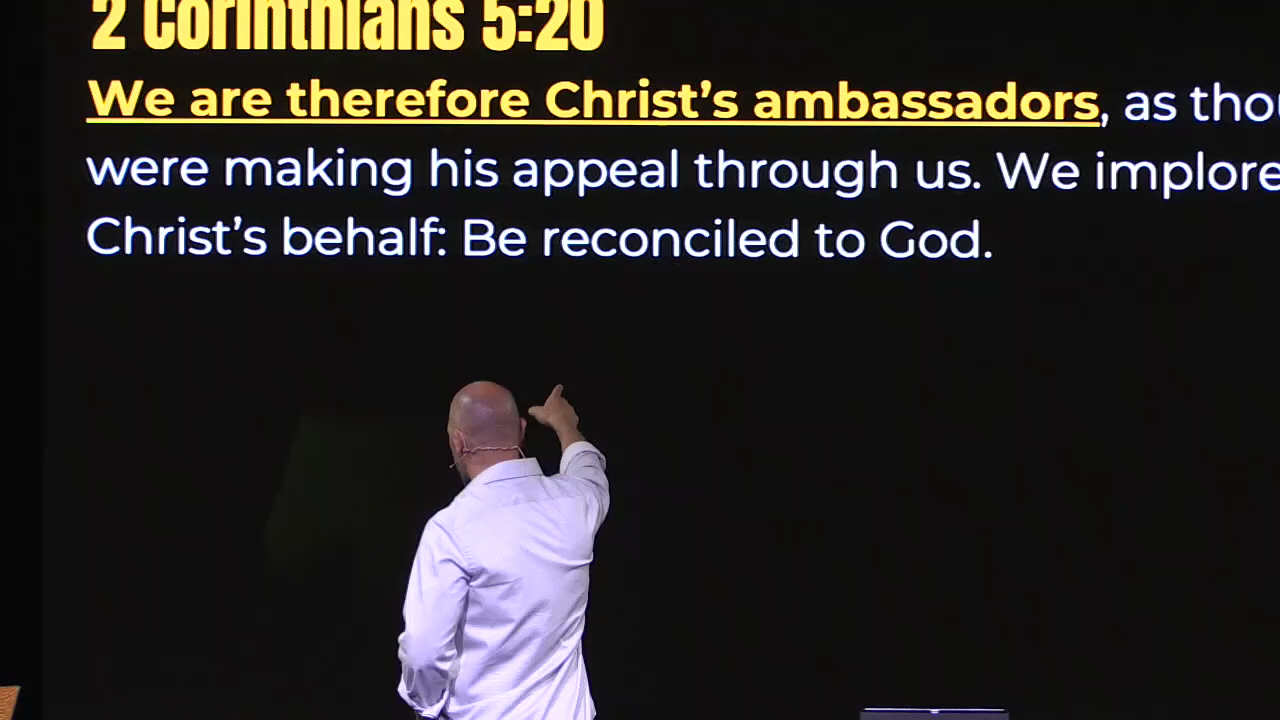 2 Corinthians 5:20
We are therefore Christ’s ambassadors, as
were making his appeal through us. We implore
Christ’s behalf: Be reconciled to God.